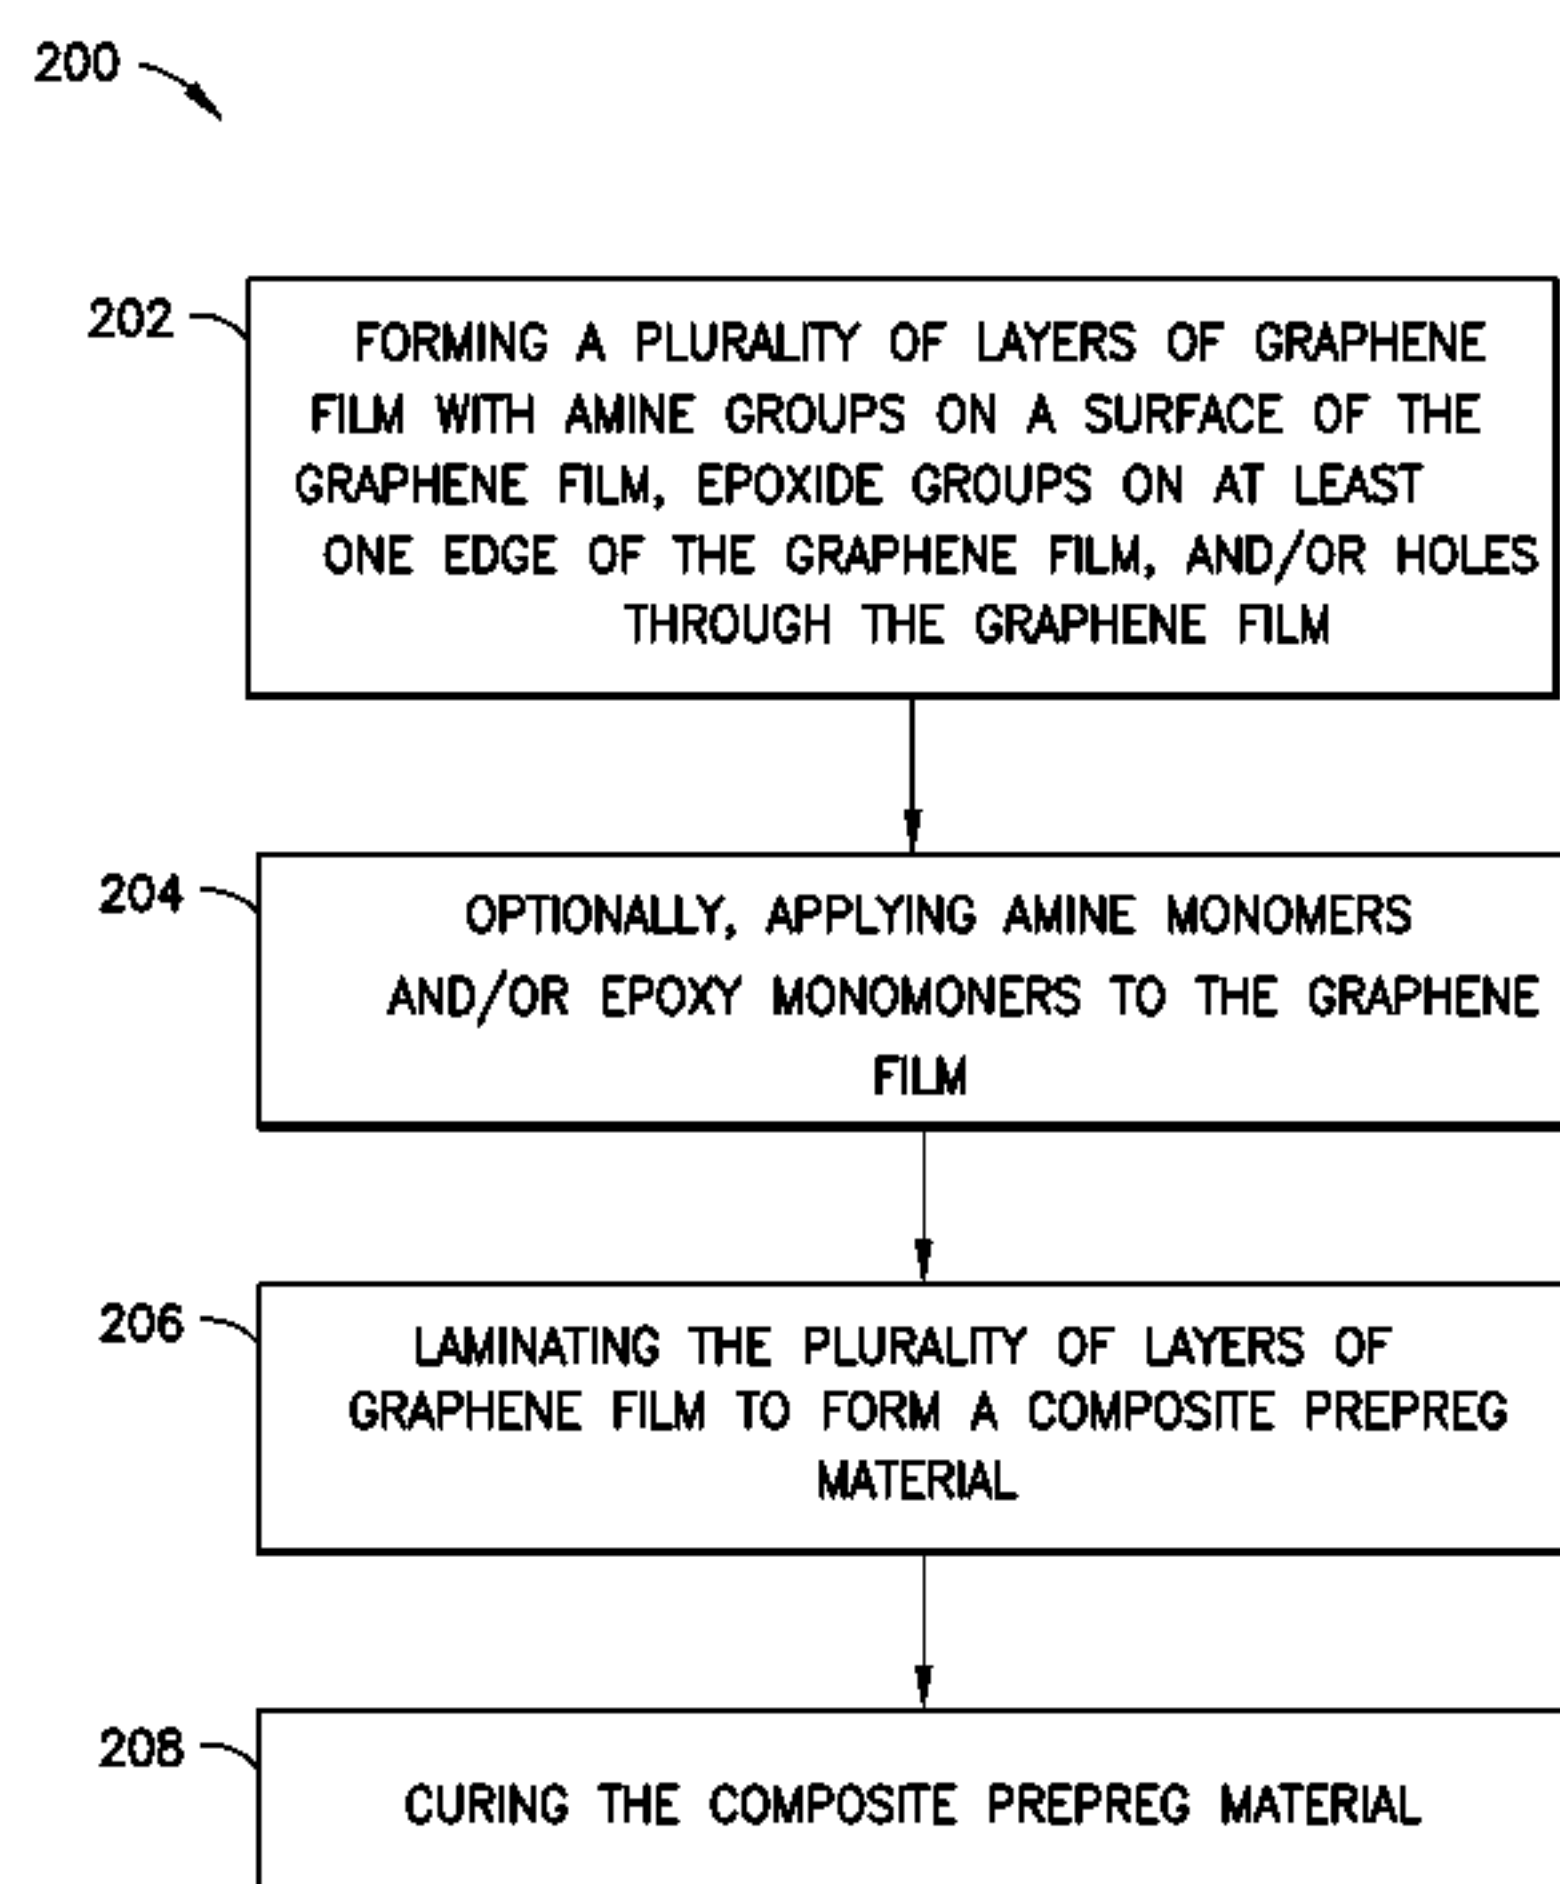 200
202
FORMING A PLURALITY OF LAYERS OF GRAPHENE
FILM WITH AMINE GROUPS ON A SURFACE OF THE
GRAPHENE FILM, EPOXIDE GROUPS ON AT LEAST
ONE EDGE OF THE GRAPHENE FILM, AND/OR HOLES
THROUGH THE GRAPHENE FILM
204
OPTIONALLY, APPLYING AMINE MONOMERS
AND/OR EPOXY MONOMONERS TO THE GRAPHENE
FILM
206
LAMINATING THE PLURALITY OF LAYERS OF
GRAPHENE FILM TO FORM A COMPOSITE PREPREG
MATERIAL
208
CURING THE COMPOSITE PREPREG MATERIAL